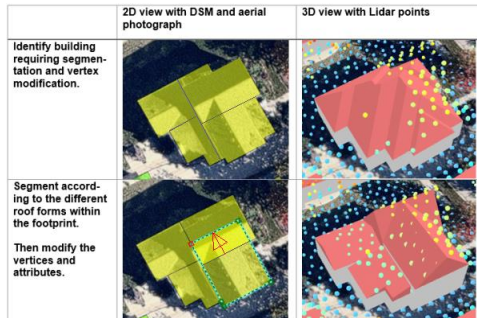 2D view with DSM and aerial
photograph
3D view with Lidar points
Identify building
requiring segmen-
tation and vertex
modification.
Segment accord-
ing to the different
roof forms within
the footprint.
Then modify the
vertices and
attributes.